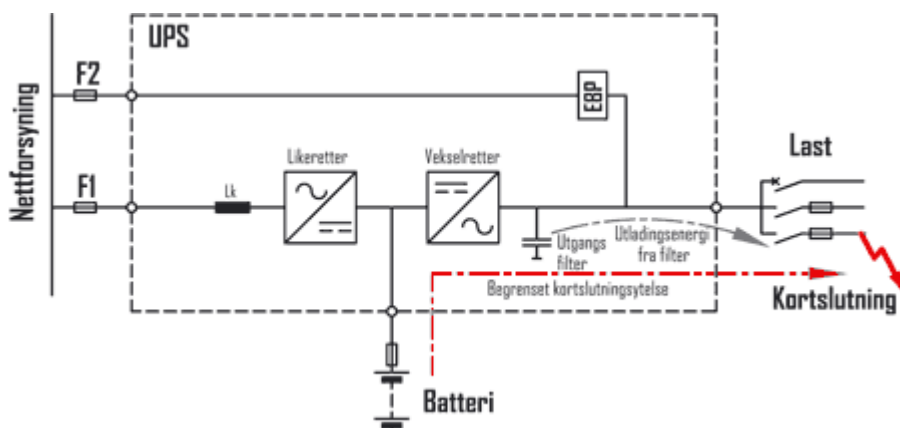 UPS
Nettforsyning
F2
EBP
Likeretter
Vekselretter
Last
F1
Lk
Utgangs
filter
Utladingsenergi
fra filter
Begrenset kortslutningsytelse
Kortslutning
Batteri